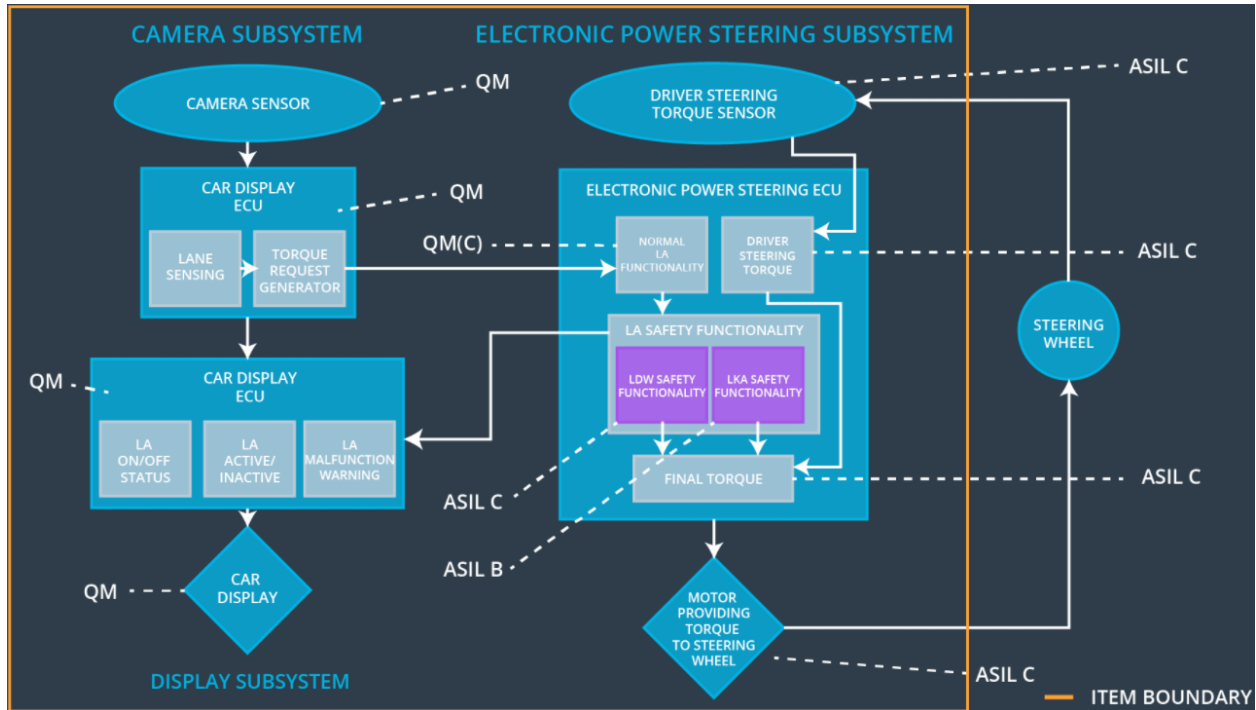 CAMERA SUBSYSTEM
ELECTRONIC POWER STEERING SUBSYSTEM
CAMERA SENSOR
QM
DRIVER STEERING
TORQUE SENSOR
ASIL C
CAR DISPLAY
ECU
QM
LANE
SENSING
TORQUE
REQUEST
GENERATOR
QM(C)
ELECTRONIC POWER STEERING ECU
NORMAL
LA
FUNCTIONALITY
DRIVER
STEERING
TORQUE
ASIL C
LA SAFETY FUNCTIONALITY
LDW SAFETY
FUNCTIONALITY
LKA SAFETY
FUNCTIONALITY
STEERING
WHEEL
QM
CAR DISPLAY
ECU
LA
ON/OFF
STATUS
LA
ACTIVE/
INACTIVE
LA
MALFUNCTION
WARNING
FINAL TORQUE
ASIL C
ASIL C
ASIL B
QM
CAR
DISPLAY
MOTOR
PROVIDING
TORQUE
TO STEERING
WHEEL
ASIL C
DISPLAY SUBSYSTEM
ITEM BOUNDARY